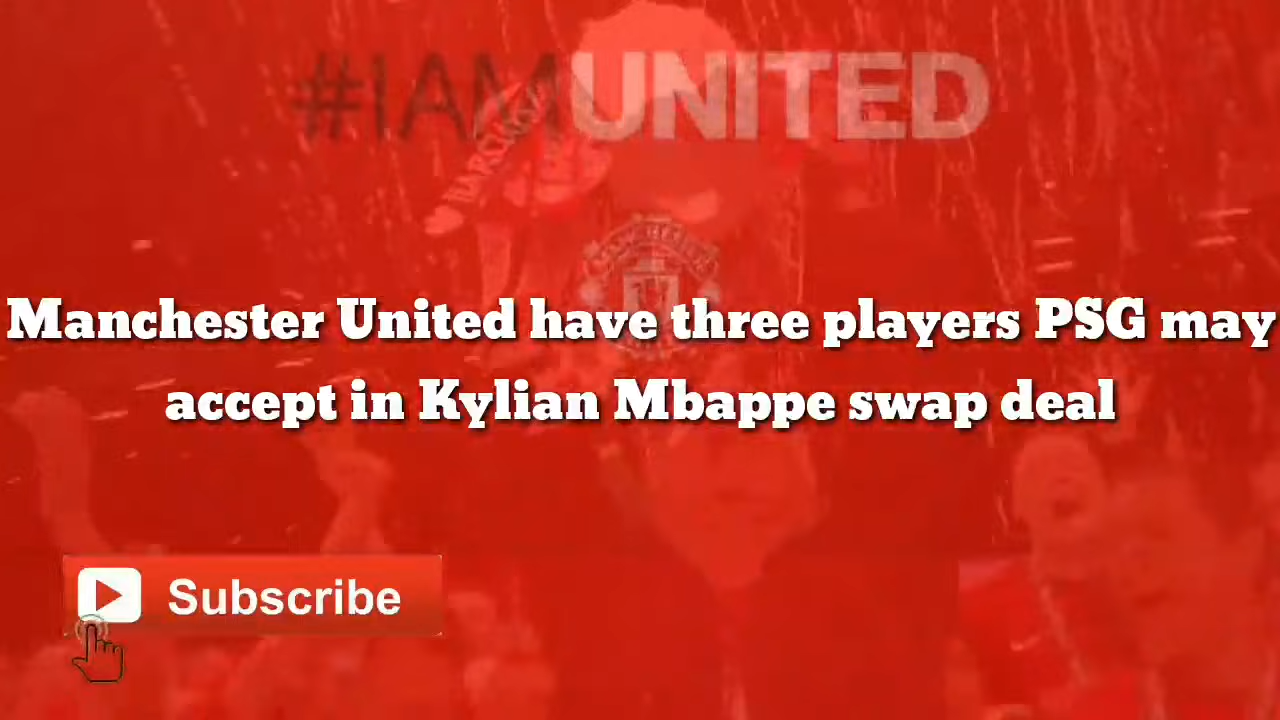 #IAMUNITED
Manchester United have three players PSG may
accept in Kylian Mbappe swap deal
Subscribe